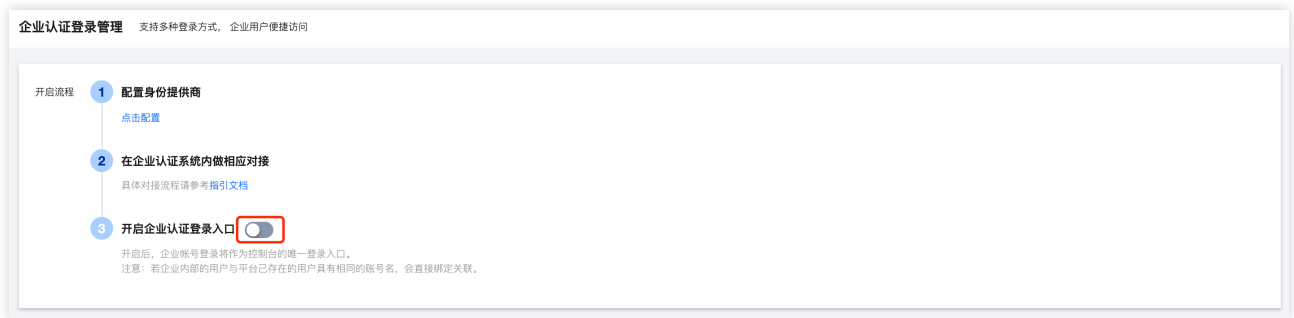 企业认证登录管理 支持多种登录方式， 企业用户便捷访问
开启流程 1 配置身份提供商
点击配置
2 在企业认证系统内做相应对接
具体对接流程请参考指引文档
3 开启企业认证登录入口
开启后，企业帐号登录将作为控制台的唯一登录入口。
注意：若企业内部的用户与平台已存在的用户具有相同的账号名，会直接绑定关联。